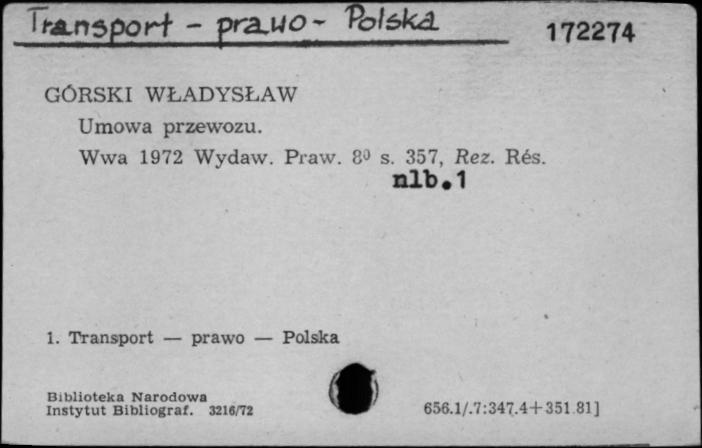 Transport - prawo - Polska
172274
GÓRSKI WŁADYSŁAW
Umowa przewozu.
Wwa 1972 Wydaw. Praw. 8⁰ s. 357, Rez. Rés.
nlb.1
1. Transport — prawo — Polska
Biblioteka Narodowa
Instytut Bibliograf. 3216/72
656.1/.7:347.4+351.81]